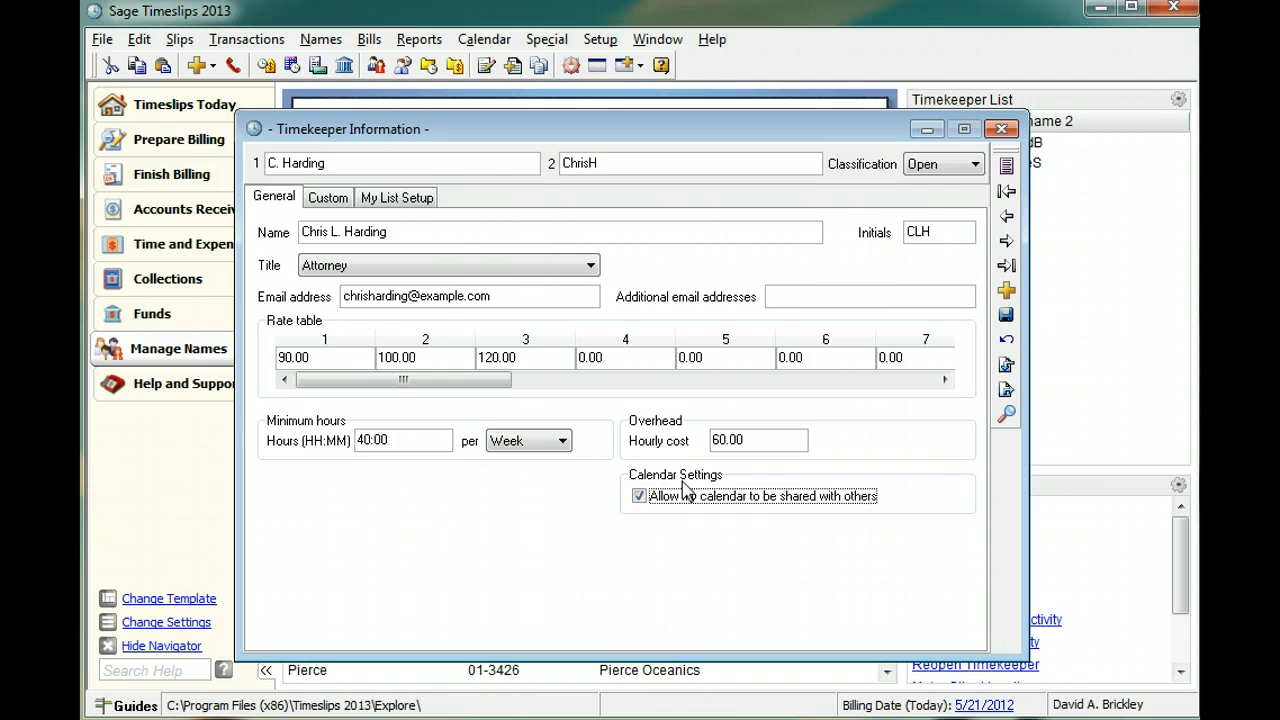 Sage Timeslips 2013
File Edit Slips Transactions Names Bills Reports Calendar Special Setup Window Help
Timeslips Today
Prepare Billing
Finish Billing
Accounts Recei
Time and Expen
Collections
Funds
Manage Names
Help and Suppo
Change Template
Change Settings
Hide Navigator
Search Help ?
Timekeeper List
name 2
dB
eS
- Timekeeper Information -
1 C. Harding 2 ChrisH Classification Open
General Custom My List Setup
Name Chris L. Harding Initials CLH
Title Attorney
Email address chrisharding@example.com Additional email addresses
Rate table
1 2 3 4 5 6 7
90.00 100.00 120.00 0.00 0.00 0.00 0.00
Minimum hours
Hours (HH:MM) 40:00 per Week
Overhead
Hourly cost 60.00
Calendar Settings
Allow calendar to be shared with others
ctivity
ty
Reopen Timekeeper
Pierce 01-3426 Pierce Oceanics
Guides C:\Program Files (x86)\Timeslips 2013\Explore\ Billing Date (Today): 5/21/2012 David A. Brickley